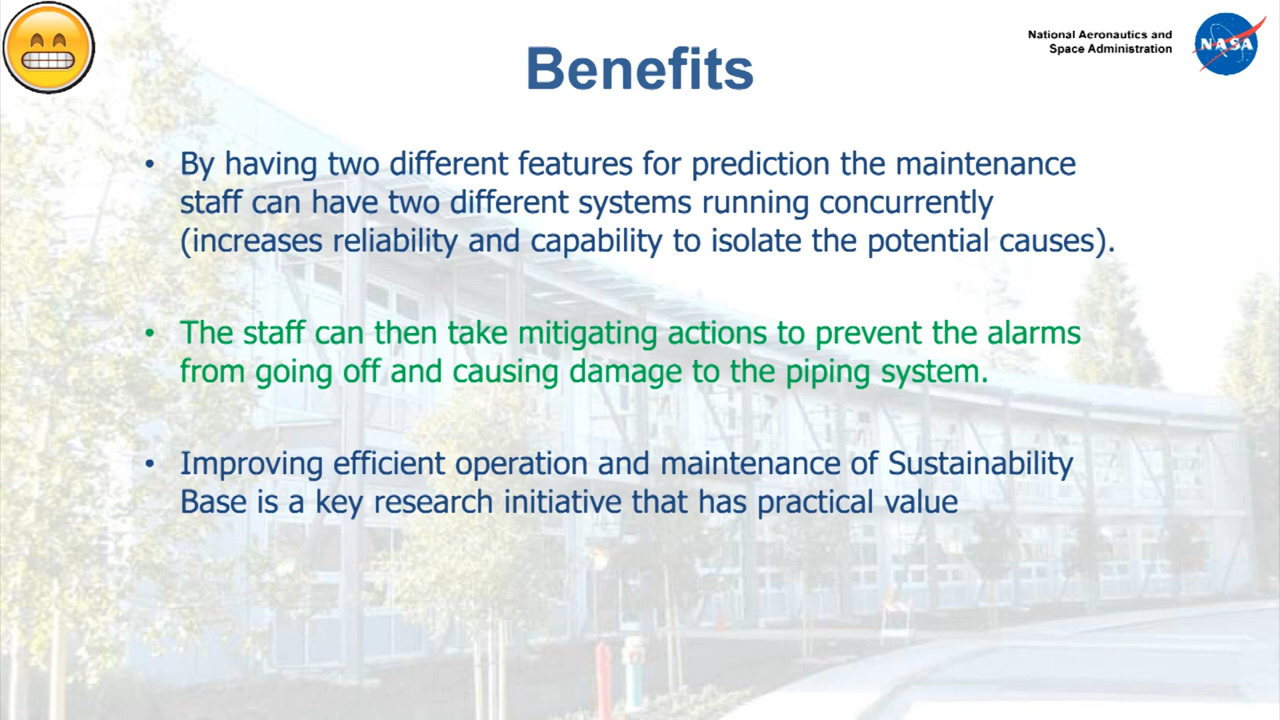 National Aeronautics and
Space Administration
NASA
Benefits
• By having two different features for prediction the maintenance
staff can have two different systems running concurrently
(increases reliability and capability to isolate the potential causes).
• The staff can then take mitigating actions to prevent the alarms
from going off and causing damage to the piping system.
• Improving efficient operation and maintenance of Sustainability
Base is a key research initiative that has practical value